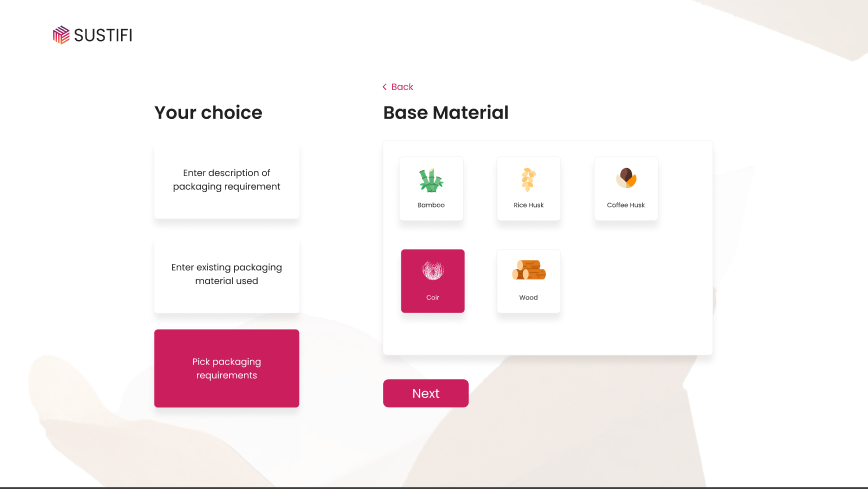 SUSTIFI
Back
Your choice
Base Material
Enter description of
packaging requirement
Enter existing packaging
material used
Pick packaging
requirements
Bamboo
Rice Husk
Coffee Husk
Coir
Wood
Next